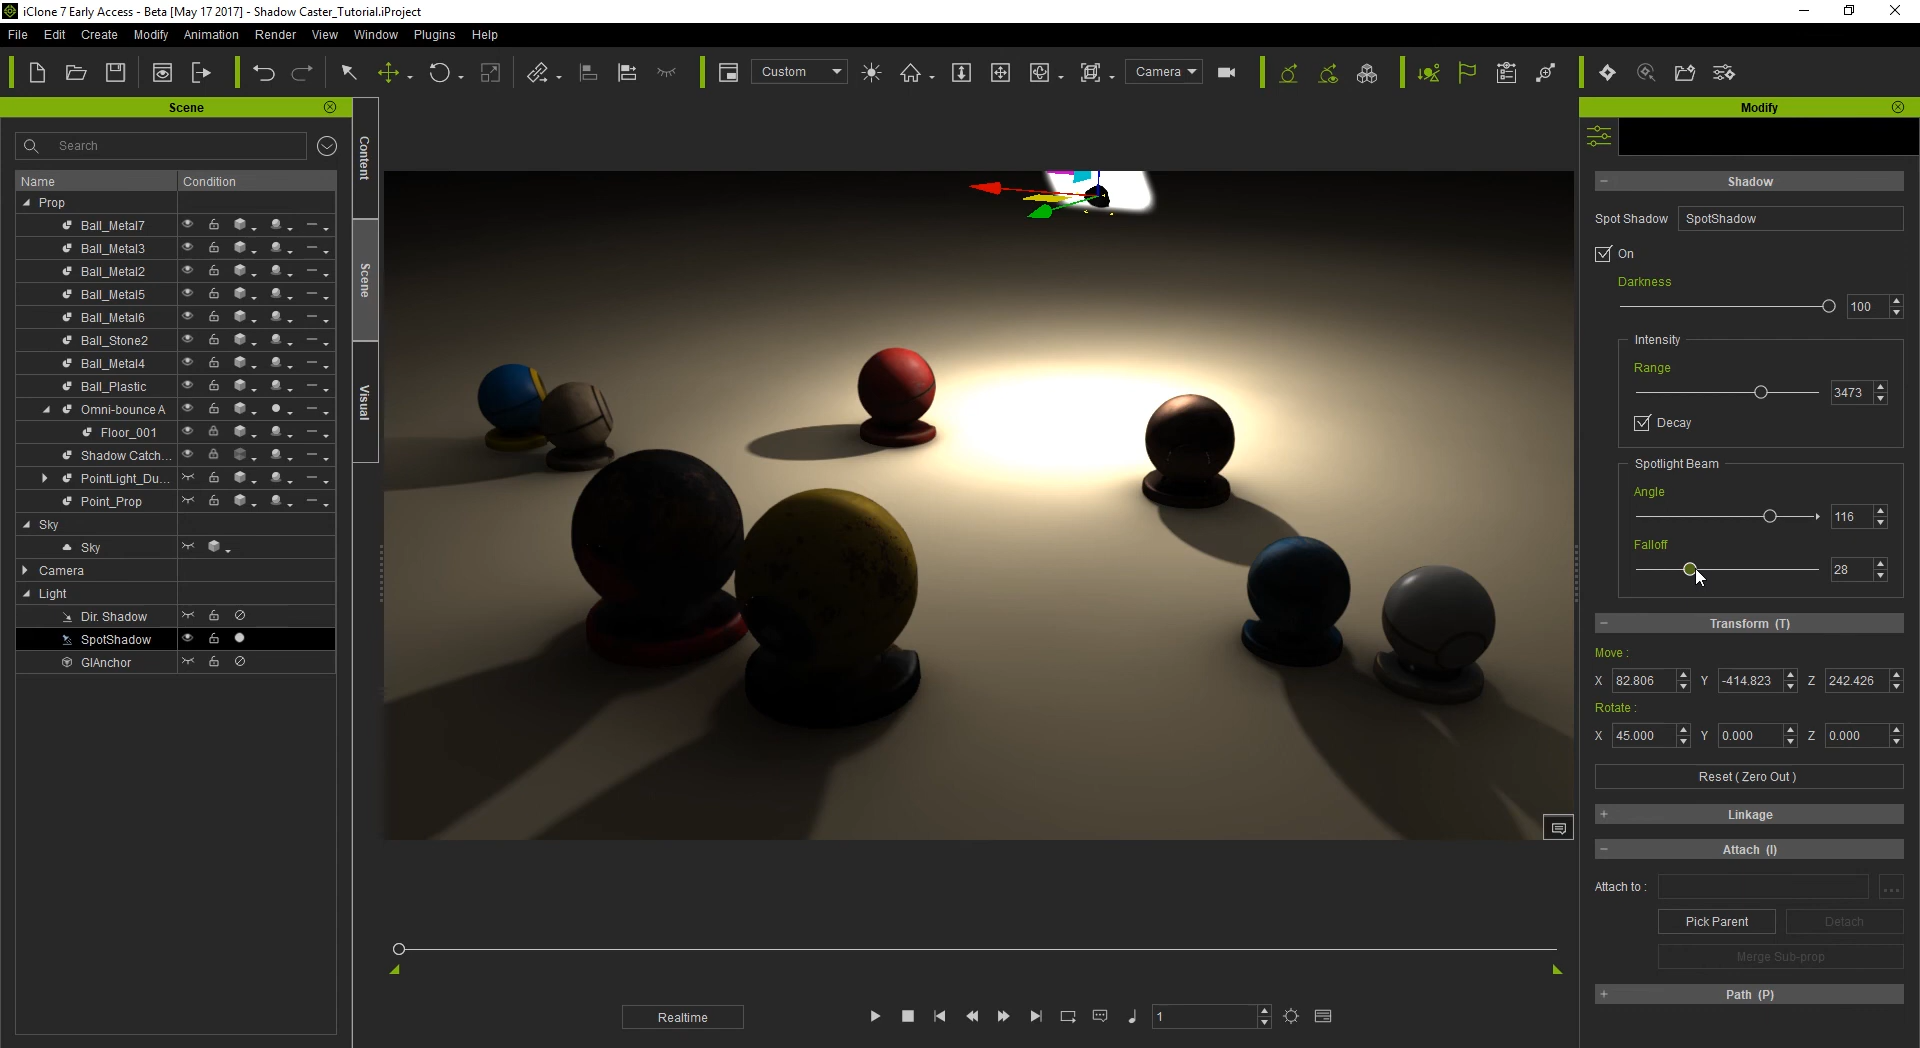 iClone 7 Early Access - Beta [May 17 2017] - Shadow Caster_Tutorial.iProject
File Edit Create Modify Animation Render View Window Plugins Help
Custom Camera
Scene
Search
Name Condition
Prop
Ball_Metal7
Ball_Metal3
Ball_Metal2
Ball_Metal5
Ball_Metal6
Ball_Stone2
Ball_Metal4
Ball_Plastic
Omni-bounce A
Floor_001
Shadow Catch...
PointLight_Du...
Point_Prop
Sky
Sky
Camera
Light
Dir. Shadow
SpotShadow
GIAnchor
Content
Scene
Visual
Realtime
1
Modify
Shadow
Spot Shadow SpotShadow
On
Darkness
100
Intensity
Range
3473
Decay
Spotlight Beam
Angle
116
Falloff
28
Transform (T)
Move :
X 82.806 Y -414.823 Z 242.426
Rotate :
X 45.000 Y 0.000 Z 0.000
Reset ( Zero Out )
Linkage
Attach (I)
Attach to : ...
Pick Parent Detach
Merge Sub-prop
Path (P)